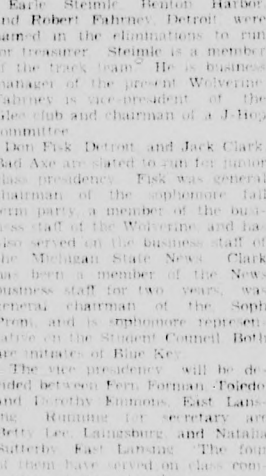 Earle Steimle, Benton Harbor,
and Robert Fahrney, Detroit, were
named in the eliminations to run
for treasurer. Steimle is a member
of the track team. He is business
manager of the present Wolverine.
Fahrney is vice-president of the
Glee club and chairman of a J-Hop
committee.
Don Fisk, Detroit, and Jack Clark,
Bad Axe are slated to run for junior
class presidency. Fisk was general
chairman of the sophomore fall
term party, a member of the busi-
ness staff of the Wolverine, and has
also served on the business staff of
the Michigan State News. Clark
has been a member of the News
business staff for two years, was
general chairman of the Soph
Prom, and is sophomore represen-
tative on the Student Council. Both
are initiates of Blue Key.
The vice presidency will be de-
cided between Fern Forman, Toledo
and Dorothy Emmons, East Lans-
ing. Running for secretary are
Betty Lee, Laingsburg, and Natalia
Butterby, East Lansing. The four
of them have served on class com-